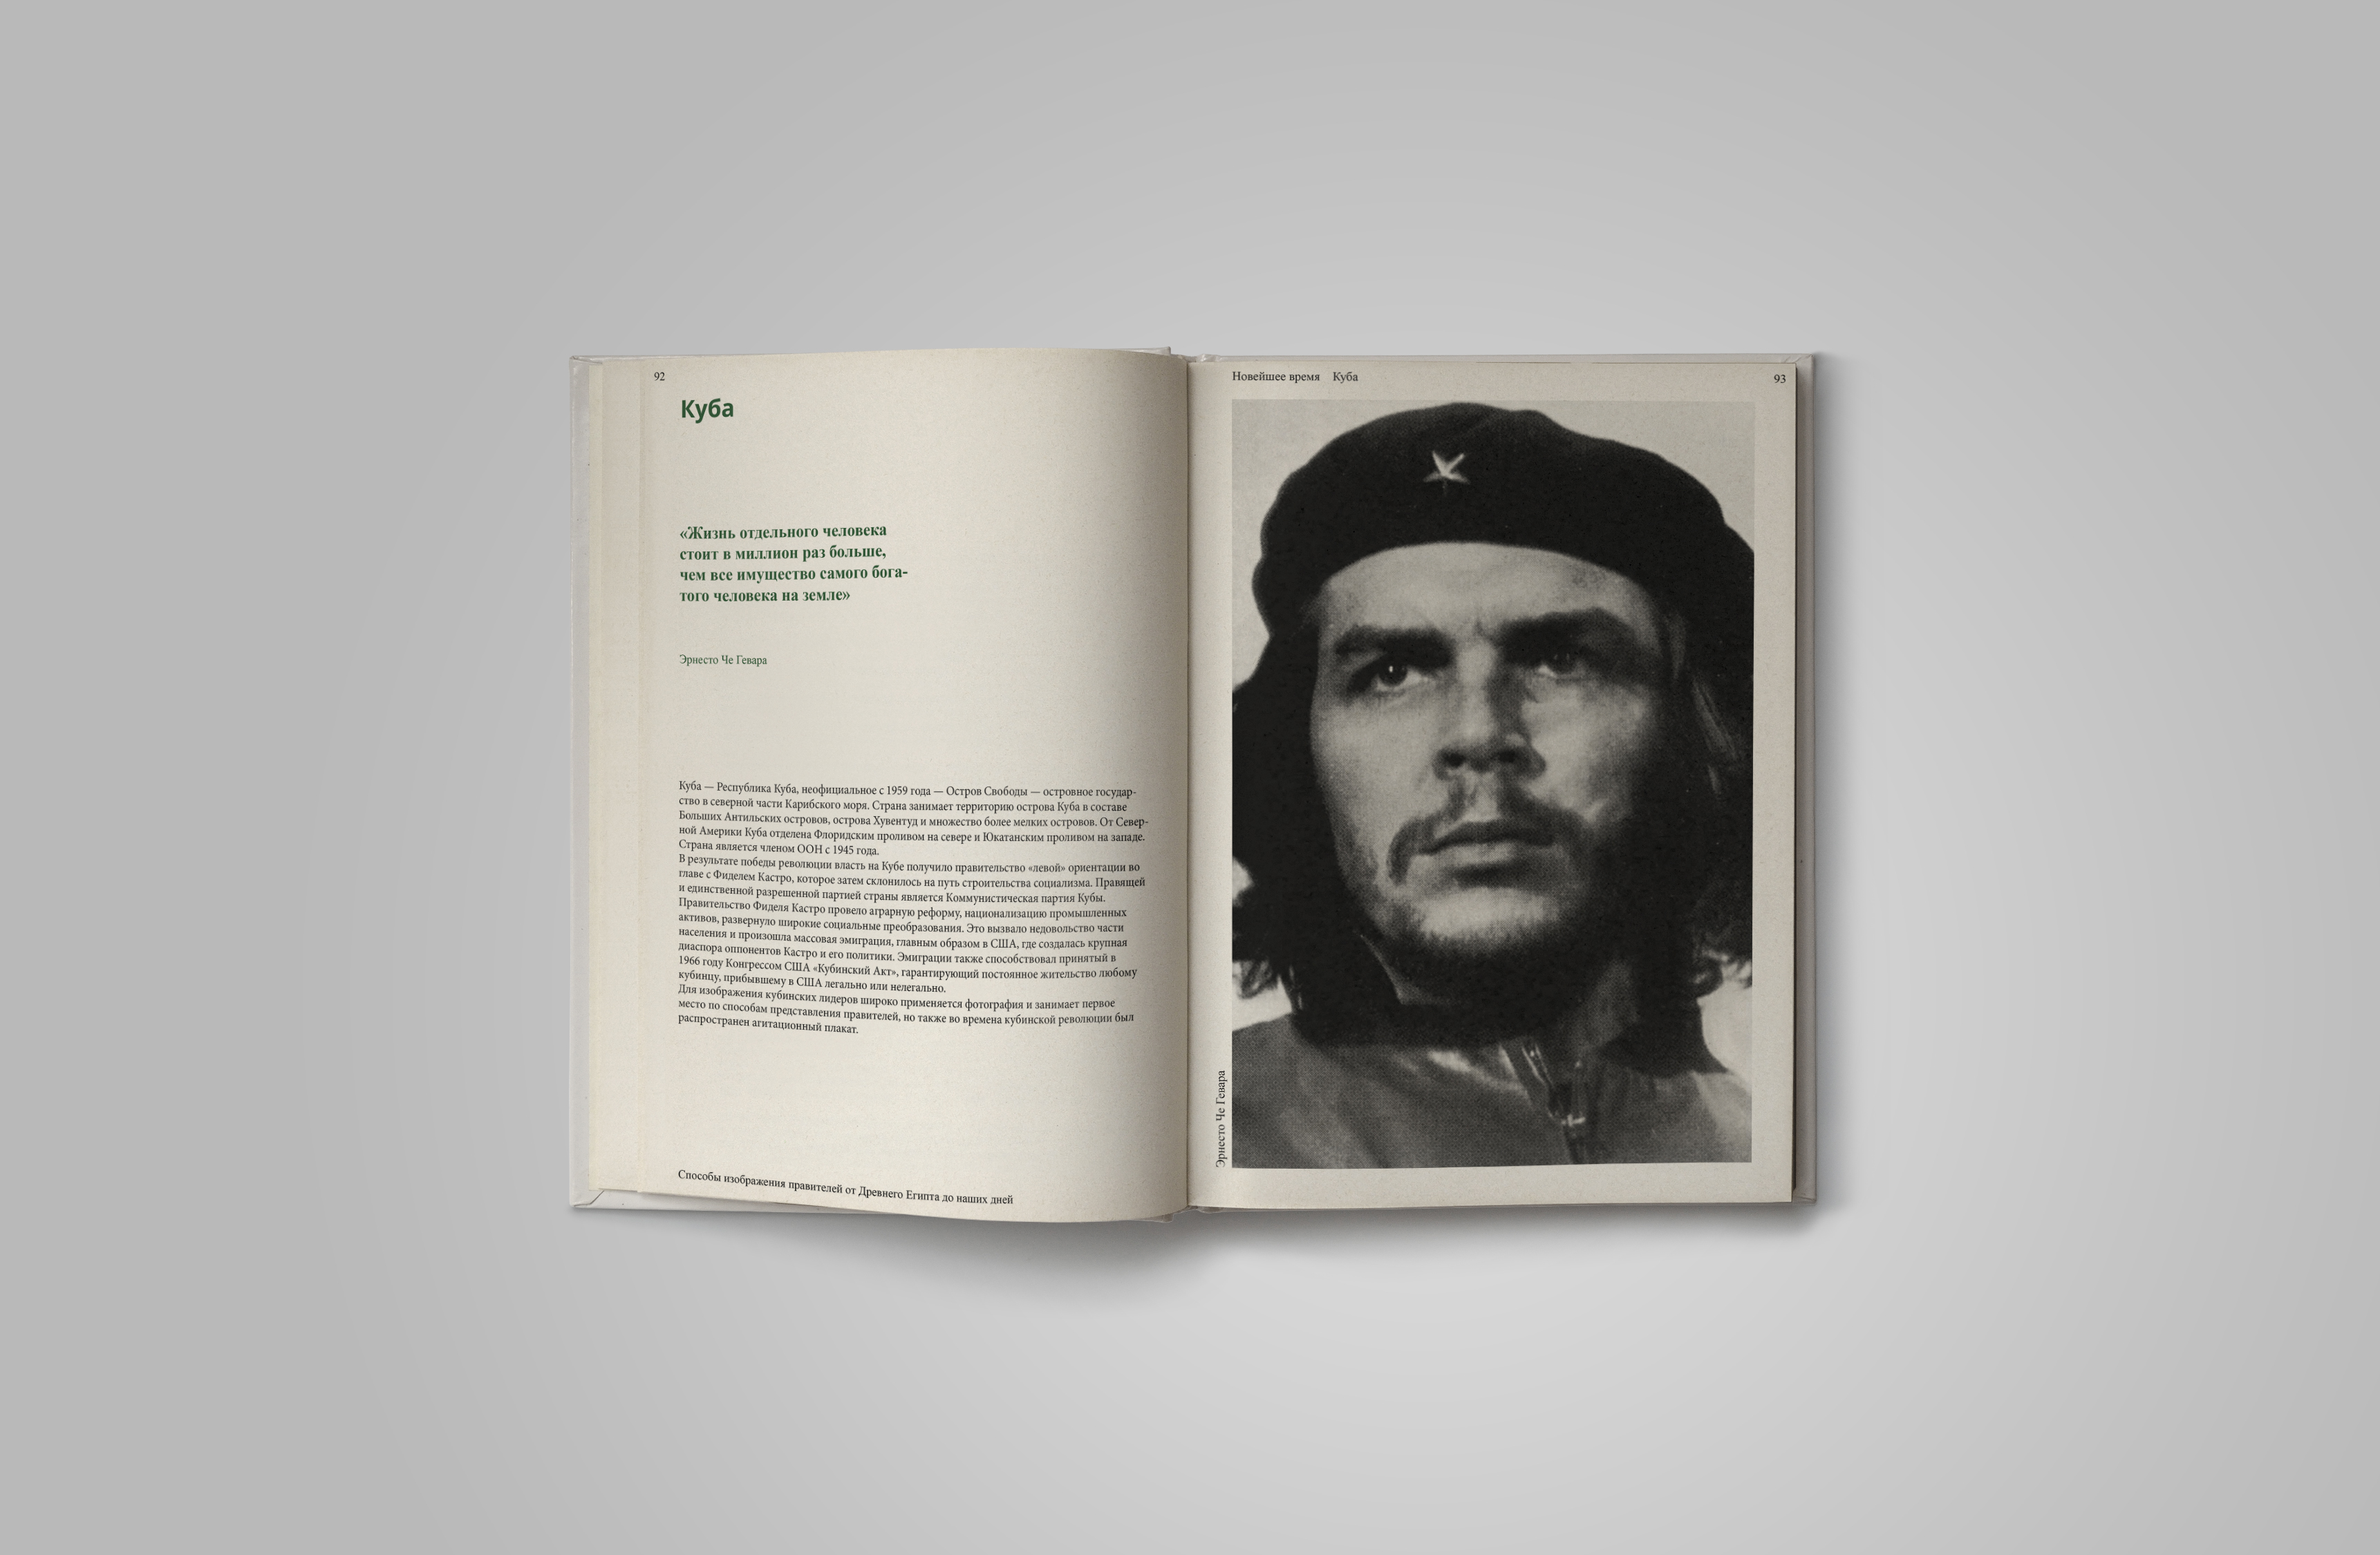 92
Куба
«Жизнь отдельного человека
стоит в миллион раз больше,
чем все имущество самого бога-
того человека на земле»
Эрнесто Че Гевара
Куба — Республика Куба, неофициальное с 1959 года — Остров Свободы — островное государ-
ство в северной части Карибского моря. Страна занимает территорию острова Куба в составе
Больших Антильских островов, острова Хувентуд и множество более мелких островов. От Север-
ной Америки Куба отделена Флоридским проливом на севере и Юкатанским проливом на западе.
Страна является членом ООН с 1945 года.
В результате победы революции власть на Кубе получило правительство «левой» ориентации во
главе с Фиделем Кастро, которое затем склонилось на путь строительства социализма. Правящей
и единственной разрешенной партией страны является Коммунистическая партия Кубы.
Правительство Фиделя Кастро провело аграрную реформу, национализацию промышленных
активов, развернуло широкие социальные преобразования. Это вызвало недовольство части
населения и произошла массовая эмиграция, главным образом в США, где создалась крупная
диаспора оппонентов Кастро и его политики. Эмиграции также способствовал принятый в
1966 году Конгрессом США «Кубинский Акт», гарантирующий постоянное жительство любому
кубинцу, прибывшему в США легально или нелегально.
Для изображения кубинских лидеров широко применяется фотография и занимает первое
место по способам представления правителей, но также во времена кубинской революции был
распространен агитационный плакат.
Способы изображения правителей от Древнего Египта до наших дней
Новейшее время Куба
93
Эрнесто Че Гевара